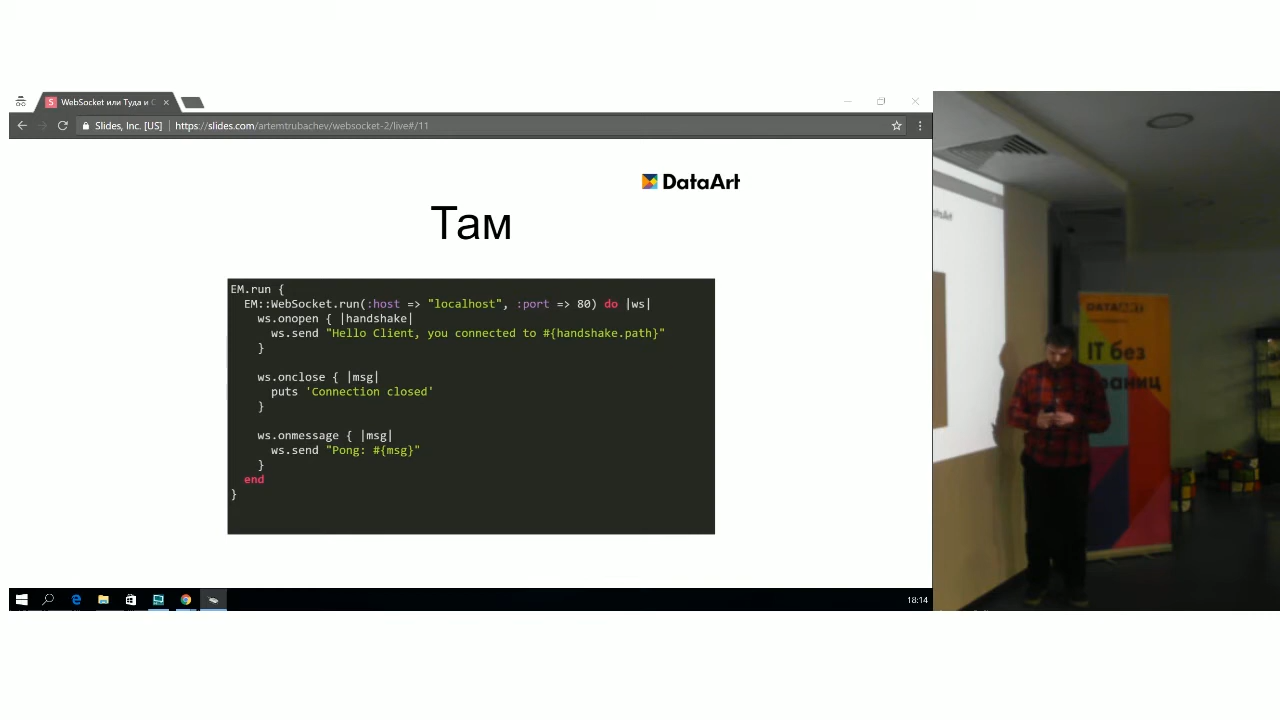 WebSocket или Туда и С
Slides, Inc. [US] https://slides.com/artemtrubachev/websocket-2/live#/11
DataArt
Там
EM.run {
EM::WebSocket.run(:host => "localhost", :port => 80) do |ws|
ws.onopen { |handshake|
ws.send "Hello Client, you connected to #{handshake.path}"
}
ws.onclose { |msg|
puts 'Connection closed'
}
ws.onmessage { |msg|
ws.send "Pong: #{msg}"
}
end
}
18:14
DATAART
IT без